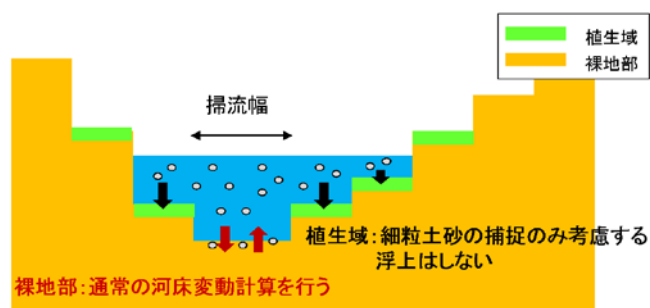 植生域
裸地部
掃流幅
植生域：細粒土砂の捕捉のみ考慮する
浮上はしない
裸地部：通常の河床変動計算を行う